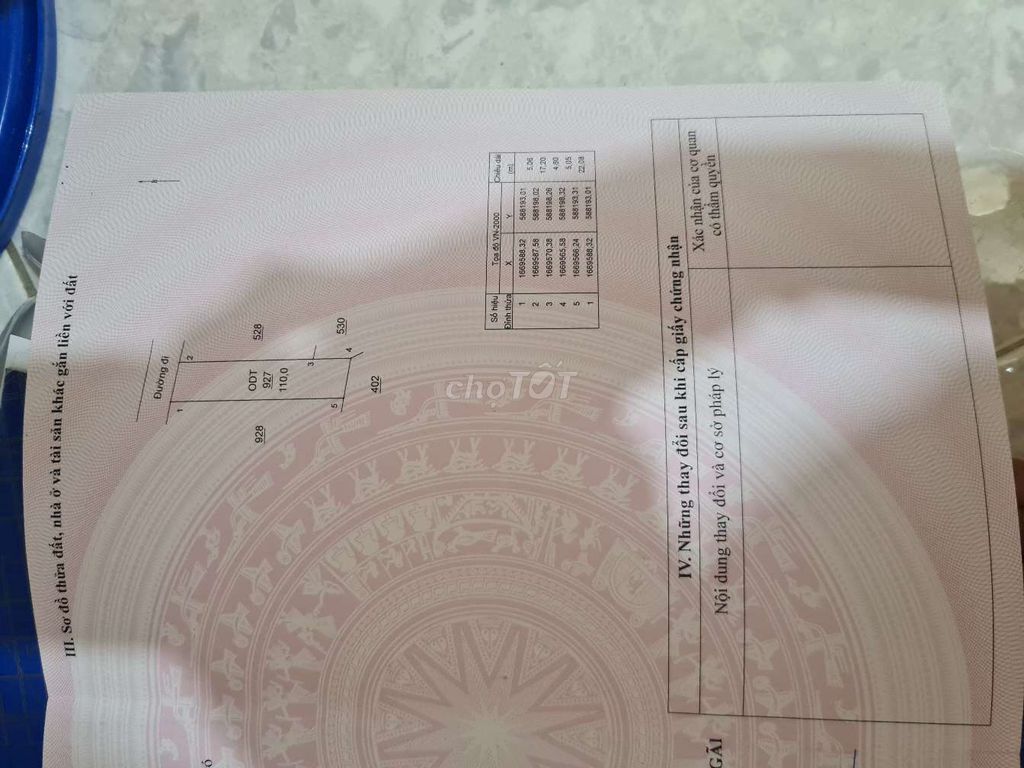 III. Sơ đồ thửa đất, nhà ở và tài sản khác gắn liền với đất
Đường đi
1
2
528
ODT
927
110,0
928
3
530
4
5
402
Số hiệu Đỉnh thửa
Tọa độ VN-2000
Chiều dài (m)
X Y
1 1669588,32 588193,01
5,06
2 1669587,58 588198,02
17,20
3 1669570,38 588198,26
4,80
4 1669565,58 588198,32
5,05
5 1669566,24 588193,31
22,08
1 1669588,32 588193,01
chợTỐT
IV. Những thay đổi sau khi cấp giấy chứng nhận
Nội dung thay đổi và cơ sở pháp lý
Xác nhận của cơ quan
có thẩm quyền
GÃI